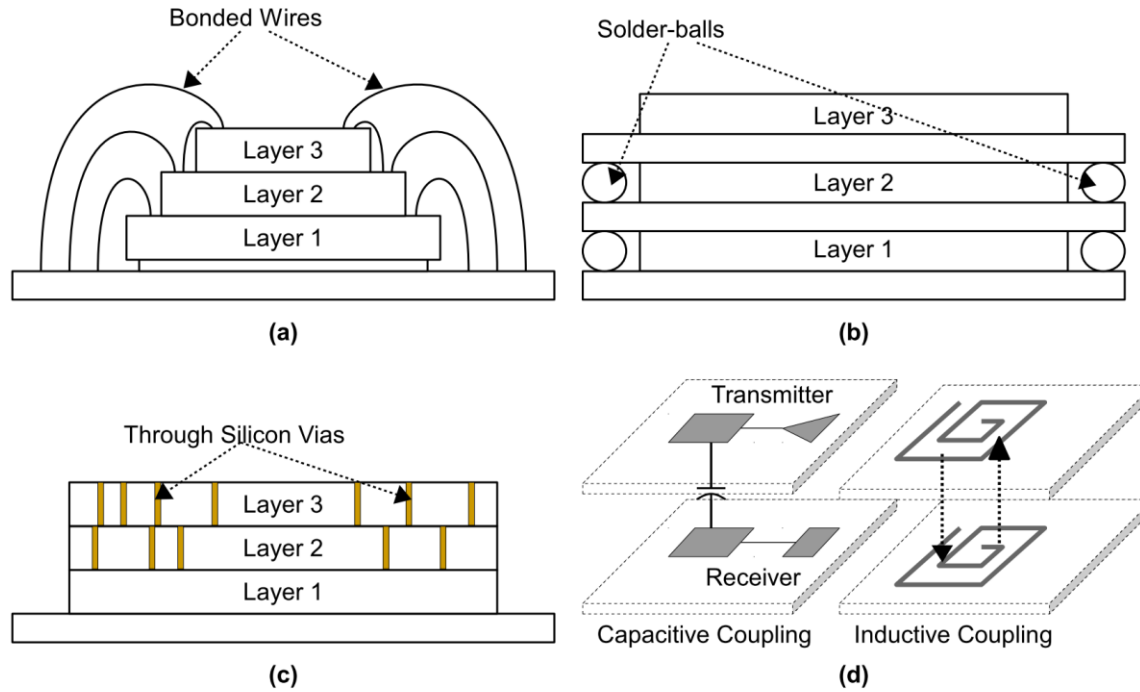 Bonded Wires
Layer 3
Layer 2
Layer 1
(a)
Solder-balls
Layer 3
Layer 2
Layer 1
(b)
Through Silicon Vias
Layer 3
Layer 2
Layer 1
(c)
Transmitter
Receiver
Capacitive Coupling
Inductive Coupling
(d)